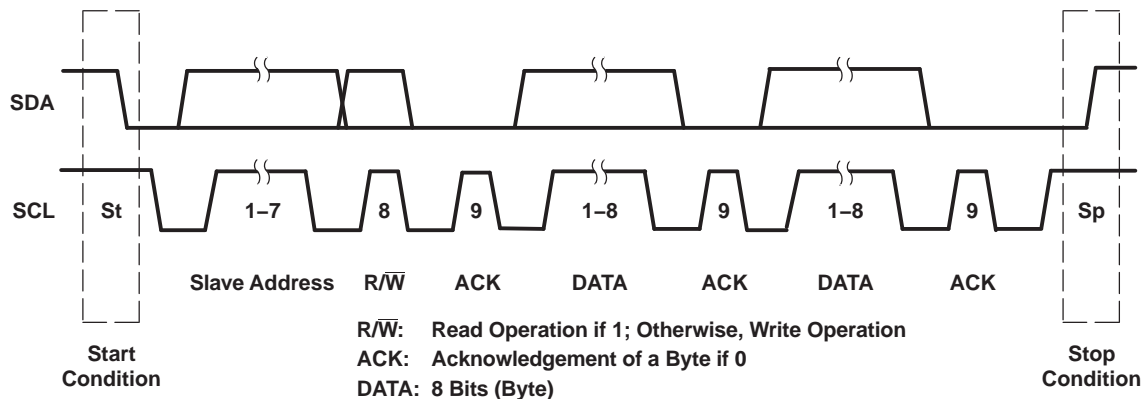 SDA
SCL St 1–7 8 9 1–8 9 1–8 9 Sp
Slave Address R/W̅ ACK DATA ACK DATA ACK
R/W̅: Read Operation if 1; Otherwise, Write Operation
ACK: Acknowledgement of a Byte if 0
DATA: 8 Bits (Byte)
Start
Condition
Stop
Condition